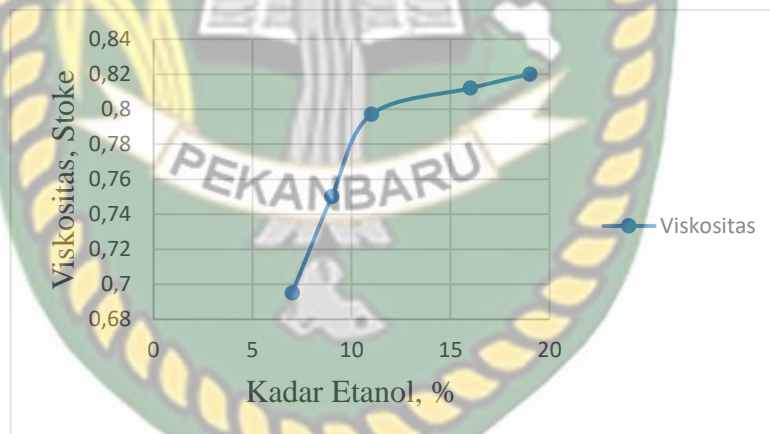 0,84
0,82
0,8
0,78
0,76
0,74
0,72
0,7
0,68
Viskositas, Stoke
0 5 10 15 20
Kadar Etanol, %
Viskositas
PEKANBARU